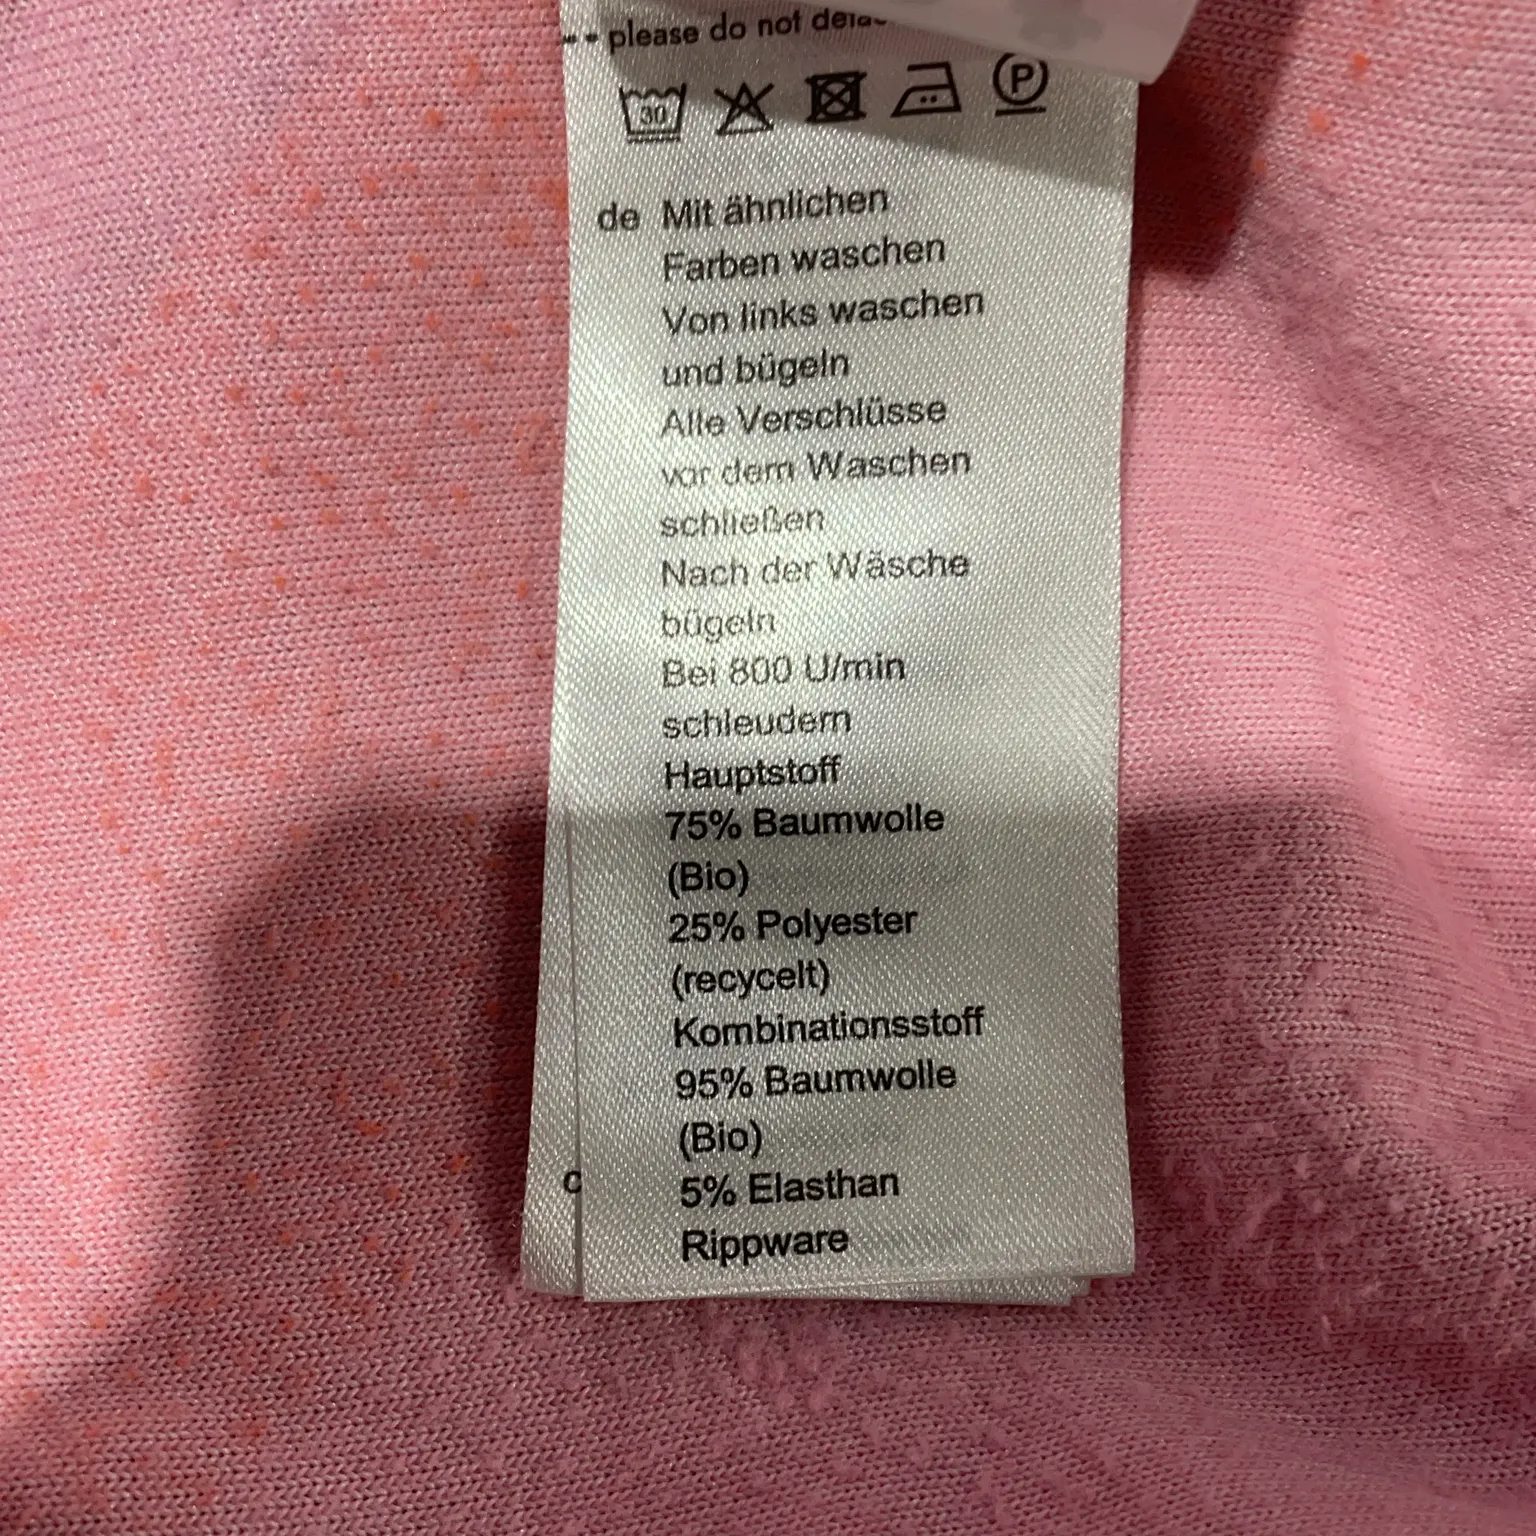 -- please do not
30
P
de Mit ähnlichen
Farben waschen
Von links waschen
und bügeln
Alle Verschlüsse
vor dem Waschen
schließen
Nach der Wäsche
bügeln
Bei 800 U/min
schleudern
Hauptstoff
75% Baumwolle
(Bio)
25% Polyester
(recycelt)
Kombinationsstoff
95% Baumwolle
(Bio)
5% Elasthan
Rippware